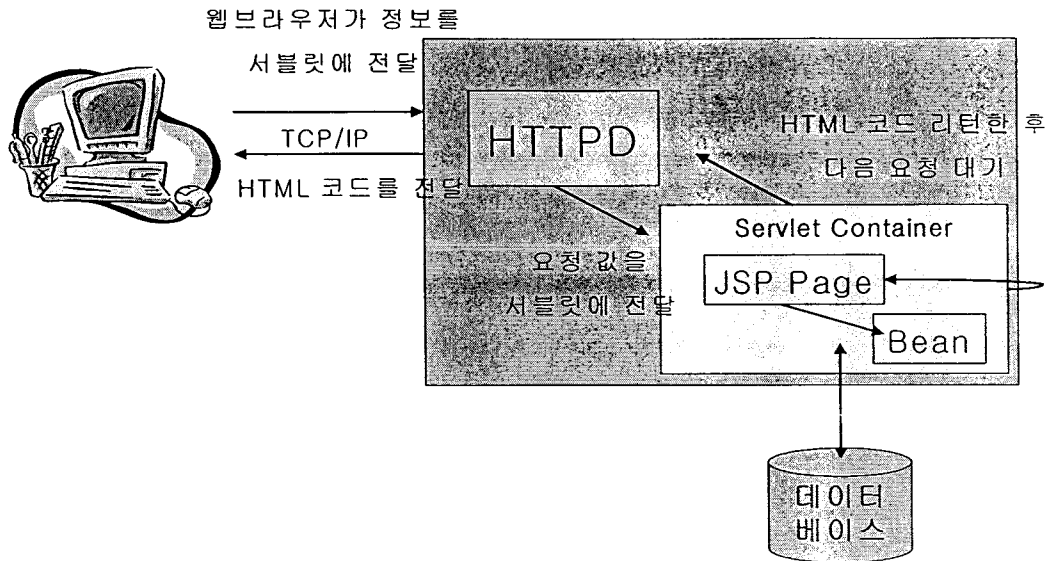 웹브라우저가 정보를
서블릿에 전달
TCP/IP
HTML 코드를 전달
HTTPD
HTML 코드 리턴한 후
다음 요청 대기
요청 값을
서블릿에 전달
Servlet Container
JSP Page
Bean
데이터
베이스